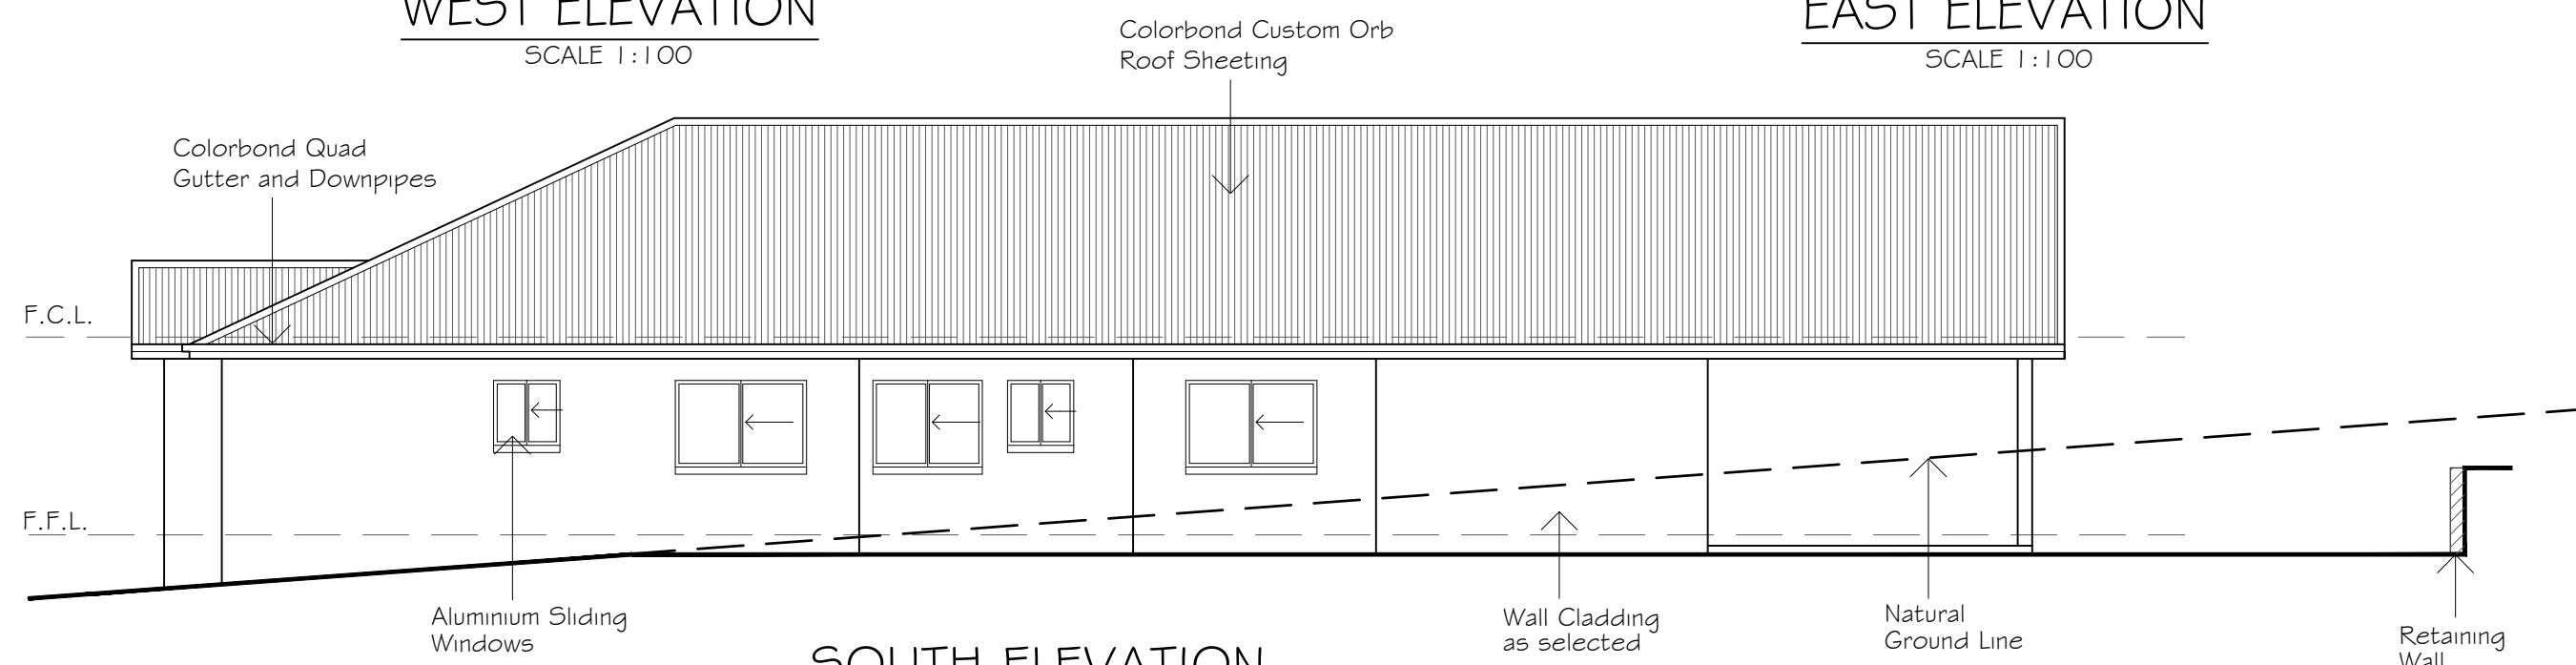 WEST ELEVATION
SCALE 1:100
Colorbond Custom Orb
Roof Sheeting
EAST ELEVATION
SCALE 1:100
Colorbond Quad
Gutter and Downpipes
F.C.L.
F.F.L.
Aluminium Sliding
Windows
Wall Cladding
as selected
Natural
Ground Line
Retaining
Wall
SOUTH ELEVATION